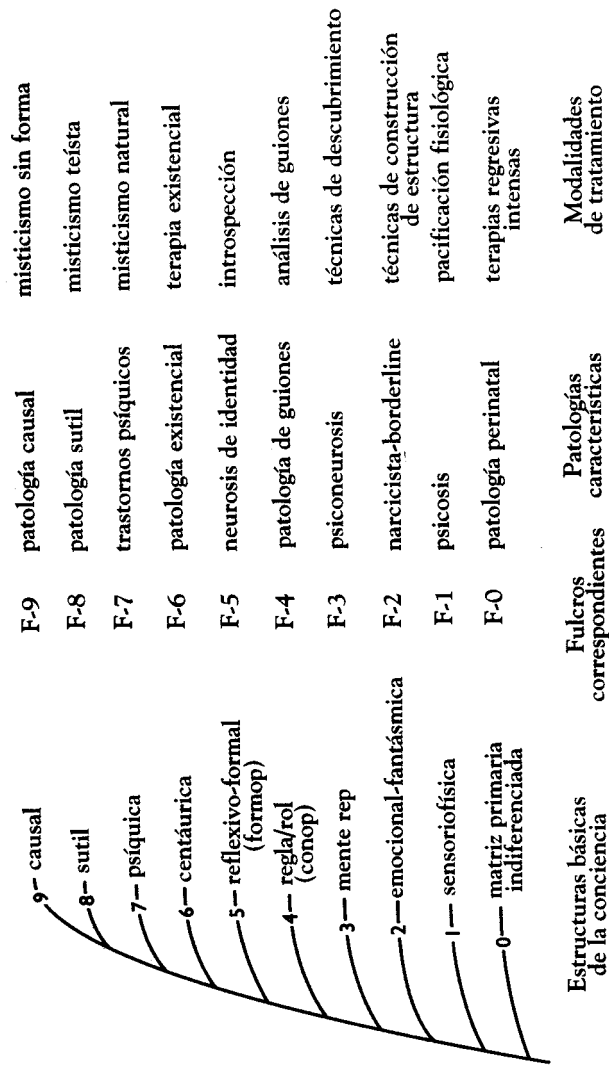 9— causal F-9 patología causal misticismo sin forma
8— sutil F-8 patología sutil misticismo teísta
7— psíquica F-7 trastornos psíquicos misticismo natural
6— centáurica F-6 patología existencial terapia existencial
5— reflexivo-formal F-5 neurosis de identidad introspección
(formop)
4— regla/rol F-4 patología de guiones análisis de guiones
(conop)
3— mente rep F-3 psiconeurosis técnicas de descubrimiento
2— emocional-fantásmica F-2 narcicista-borderline técnicas de construcción
de estructura
1— sensoriofísica F-1 psicosis pacificación fisiológica
0— matriz primaria F-0 patología perinatal terapias regresivas
indiferenciada intensas
Estructuras básicas Fulcros Patologías Modalidades
de la conciencia correspondientes características de tratamiento